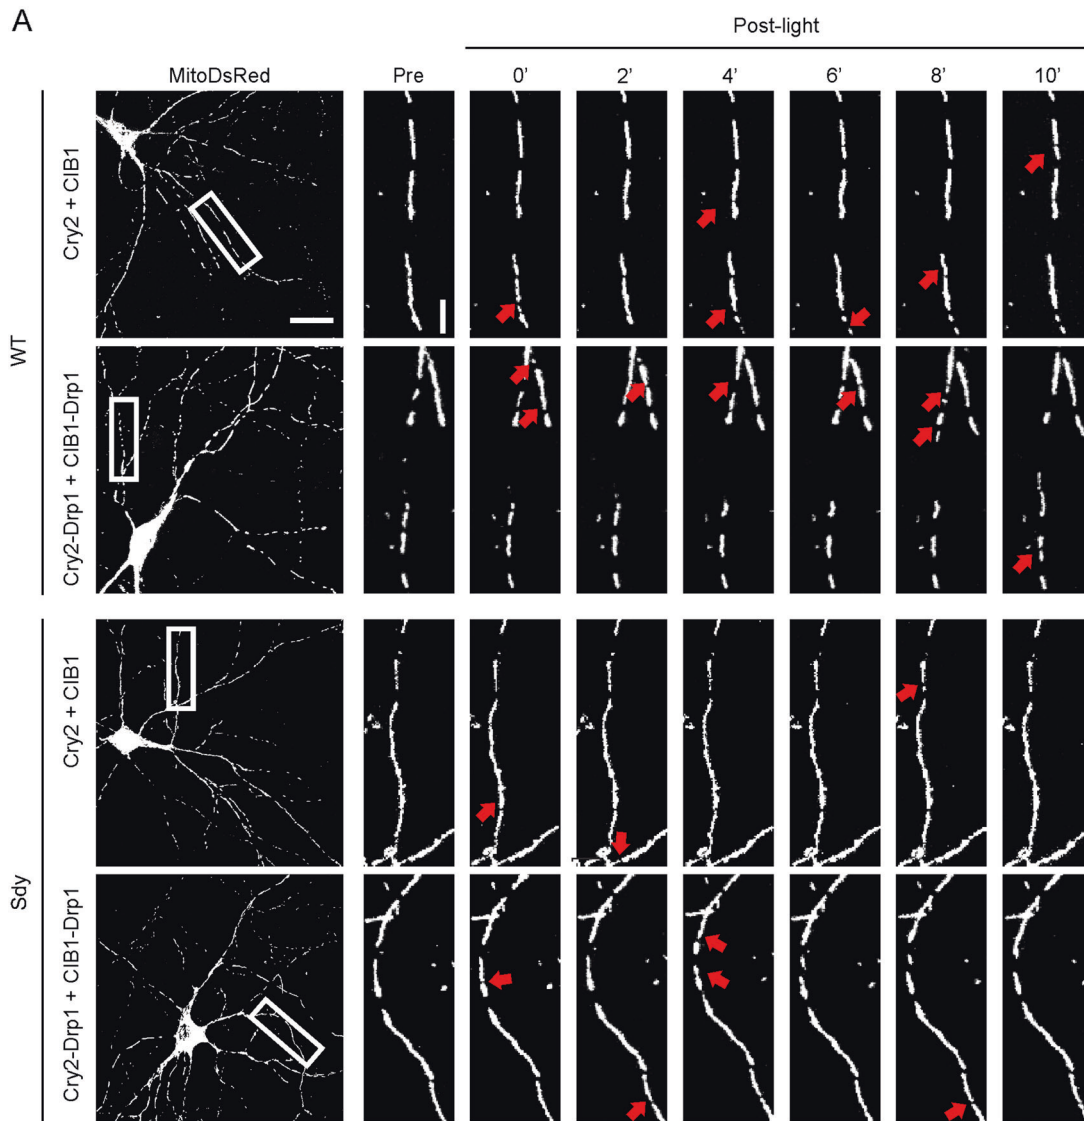 A
Post-light
MitoDsRed Pre 0' 2' 4' 6' 8' 10'
WT
Cry2 + CIB1
Cry2-Drp1 + CIB1-Drp1
Sdy
Cry2 + CIB1
Cry2-Drp1 + CIB1-Drp1